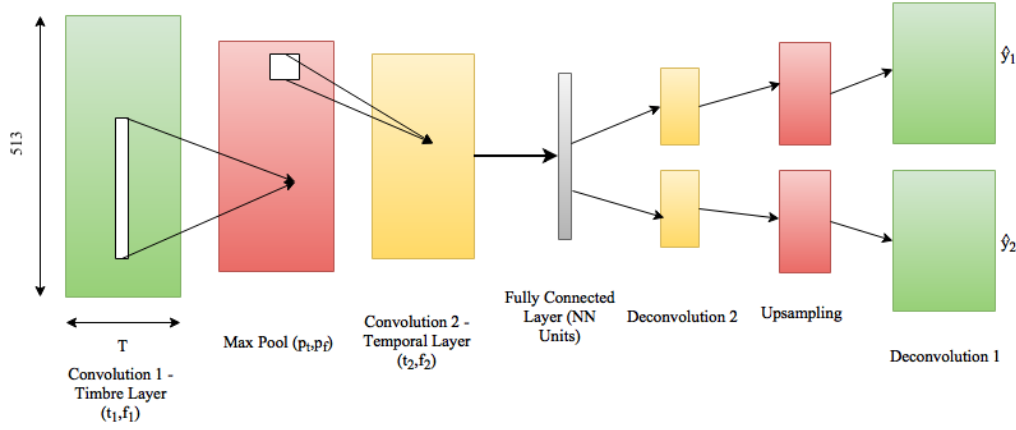 513
T
Convolution 1 -
Timbre Layer
(t₁,f₁)
Max Pool (pₜ,p_f)
Convolution 2 -
Temporal Layer
(t₂,f₂)
Fully Connected
Layer (NN
Units)
Deconvolution 2
Upsampling
ŷ₁
ŷ₂
Deconvolution 1